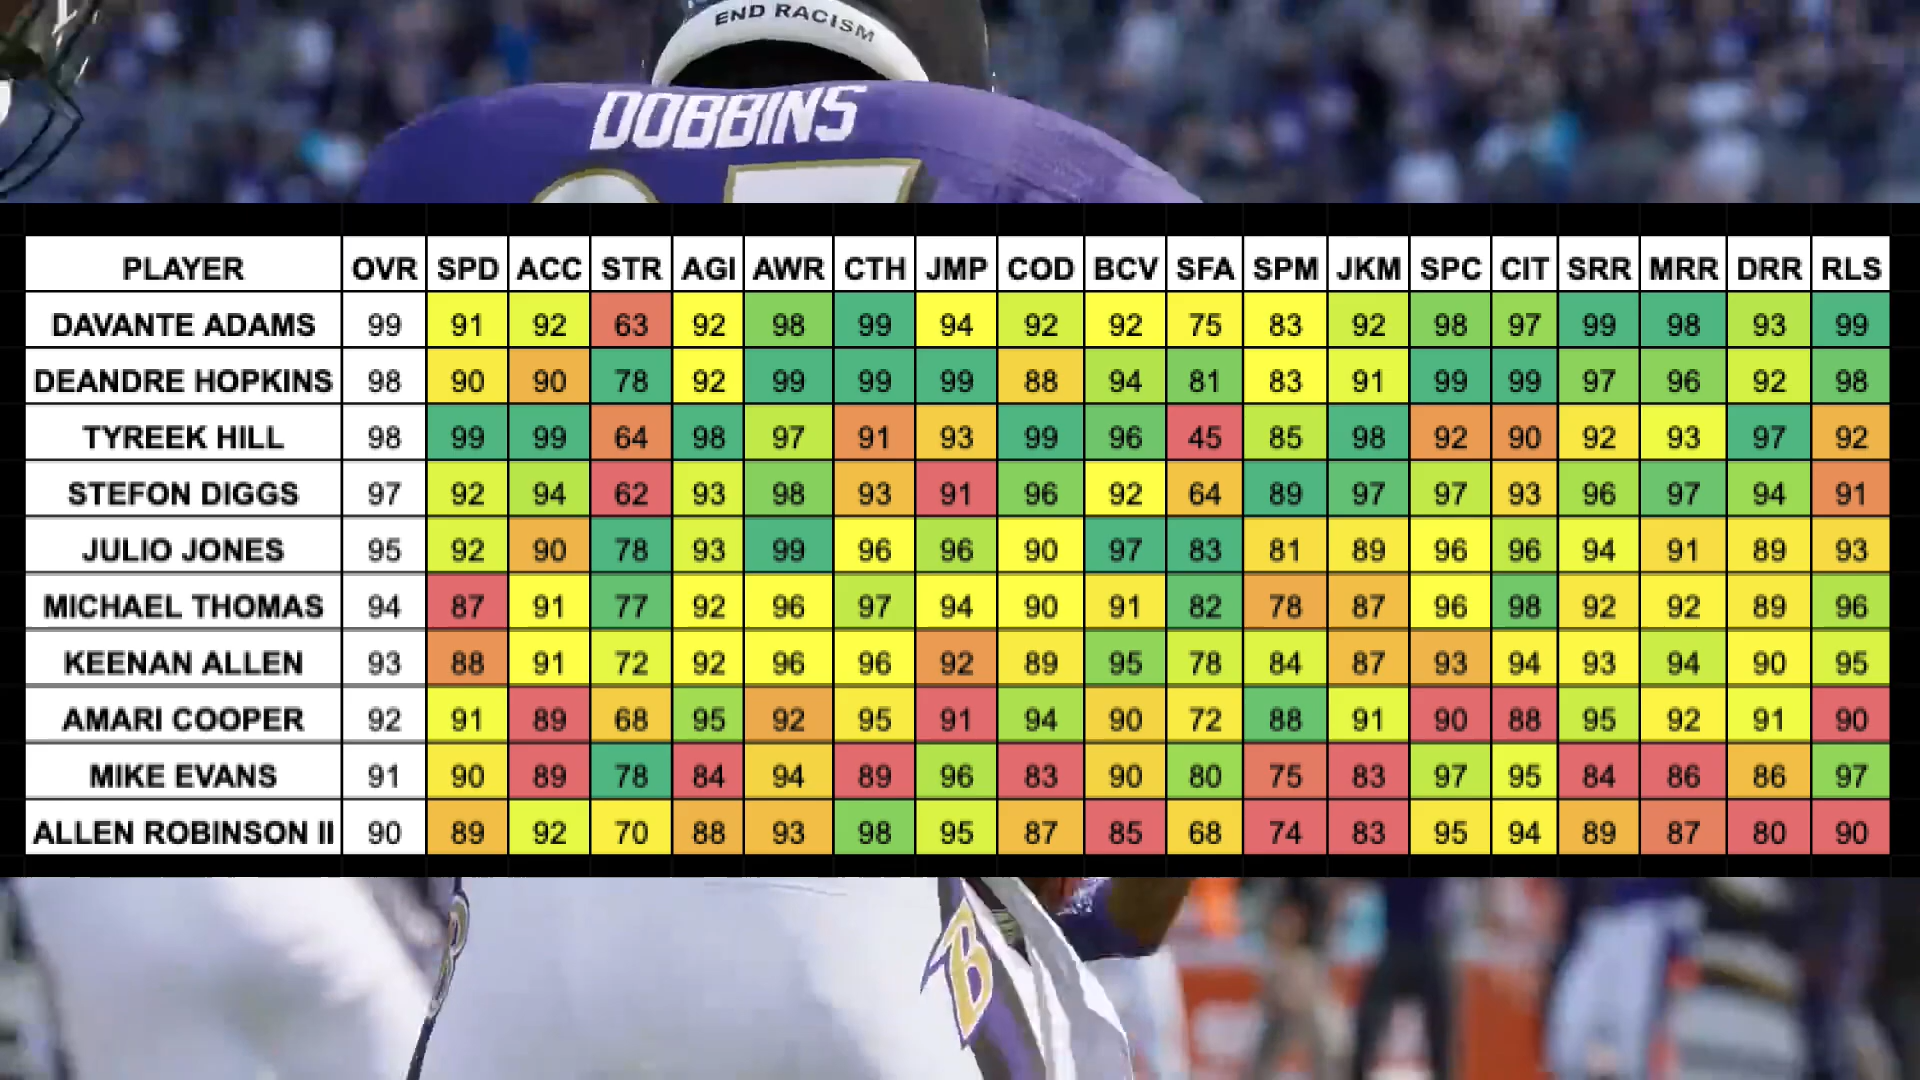 END RACISM
DOBBINS
PLAYER OVR SPD ACC STR AGI AWR CTH JMP COD BCV SFA SPM JKM SPC CIT SRR MRR DRR RLS
DAVANTE ADAMS 99 91 92 63 92 98 99 94 92 92 75 83 92 98 97 99 98 93 99
DEANDRE HOPKINS 98 90 90 78 92 99 99 99 88 94 81 83 91 99 99 97 96 92 98
TYREEK HILL 98 99 99 64 98 97 91 93 99 96 45 85 98 92 90 92 93 97 92
STEFON DIGGS 97 92 94 62 93 98 93 91 96 92 64 89 97 97 93 96 97 94 91
JULIO JONES 95 92 90 78 93 99 96 96 90 97 83 81 89 96 96 94 91 89 93
MICHAEL THOMAS 94 87 91 77 92 96 97 94 90 91 82 78 87 96 98 92 92 89 96
KEENAN ALLEN 93 88 91 72 92 96 96 92 89 95 78 84 87 93 94 93 94 90 95
AMARI COOPER 92 91 89 68 95 92 95 91 94 90 72 88 91 90 88 95 92 91 90
MIKE EVANS 91 90 89 78 84 94 89 96 83 90 80 75 83 97 95 84 86 86 97
ALLEN ROBINSON II 90 89 92 70 88 93 98 95 87 85 68 74 83 95 94 89 87 80 90
B